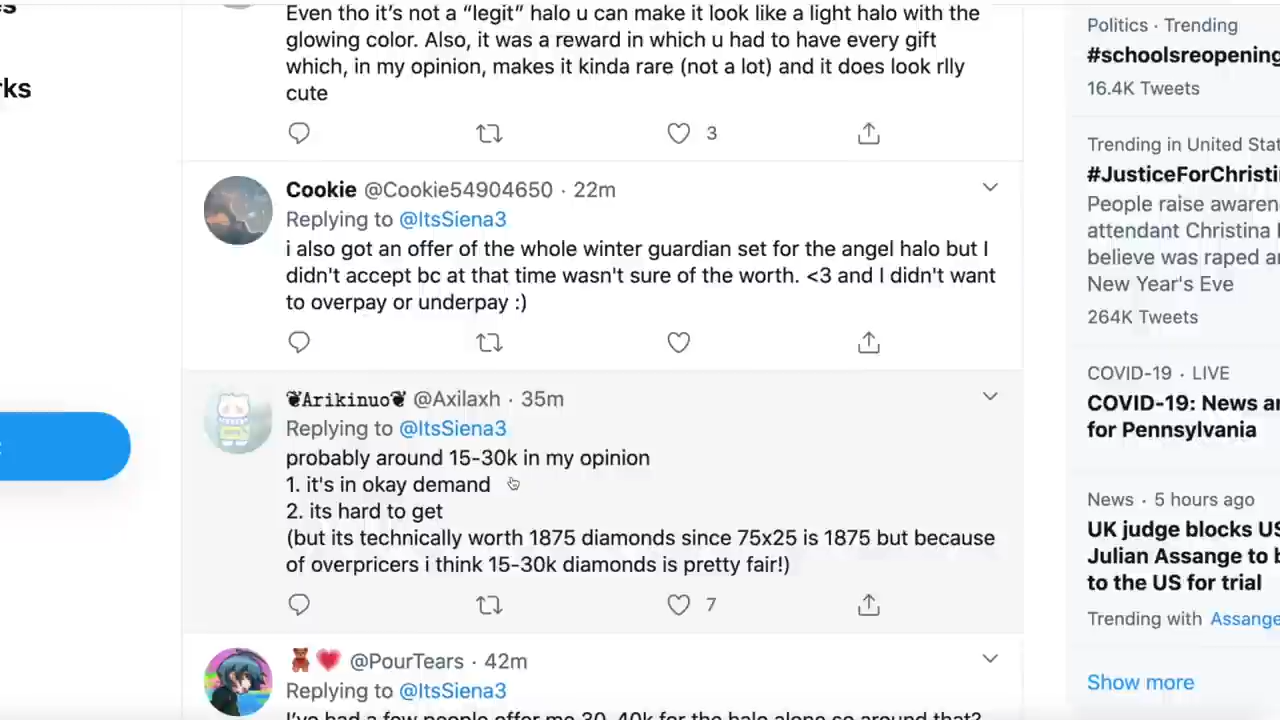 Even tho it’s not a “legit” halo u can make it look like a light halo with the
glowing color. Also, it was a reward in which u had to have every gift
which, in my opinion, makes it kinda rare (not a lot) and it does look rlly
cute
3
Cookie @Cookie54904650 · 22m
Replying to @ItsSiena3
i also got an offer of the whole winter guardian set for the angel halo but I
didn't accept bc at that time wasn't sure of the worth. <3 and I didn't want
to overpay or underpay :)
❦Arikinuo❦ @Axilaxh · 35m
Replying to @ItsSiena3
probably around 15-30k in my opinion
1. it's in okay demand
2. its hard to get
(but its technically worth 1875 diamonds since 75x25 is 1875 but because
of overpricers i think 15-30k diamonds is pretty fair!)
7
🧸💗 @PourTears · 42m
Replying to @ItsSiena3
I’ve had a few people offer me 30-40k for the halo alone so around that?
rks
Politics · Trending
#schoolsreopening
16.4K Tweets
Trending in United Stat
#JusticeForChristi
People raise awaren
attendant Christina
believe was raped a
New Year's Eve
264K Tweets
COVID-19 · LIVE
COVID-19: News a
for Pennsylvania
News · 5 hours ago
UK judge blocks US
Julian Assange to b
to the US for trial
Trending with Assange
Show more